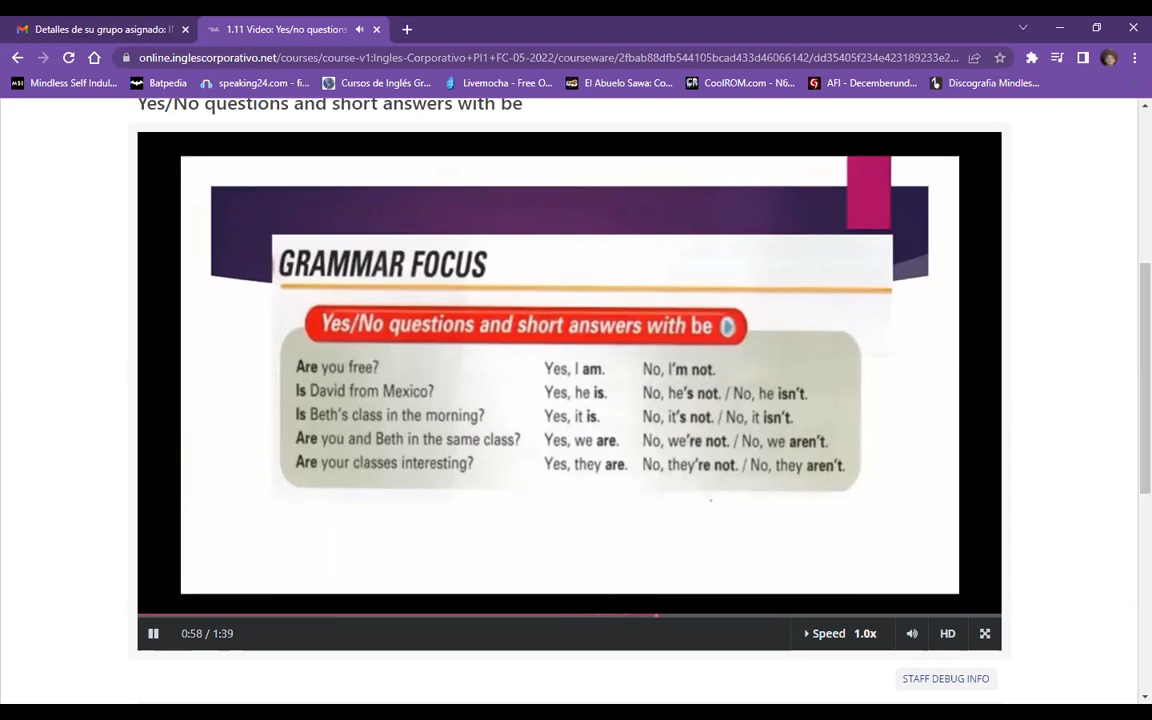 Detalles de su grupo asignado: I
1.11 Video: Yes/no questions
online.inglescorporativo.net/courses/course-v1:Ingles-Corporativo+PI1+FC-05-2022/courseware/2fbab88dfb544105bcad433d46066142/dd35405f234e423189233e2...
Mindless Self Indul...
Batpedia
speaking24.com - fi...
Cursos de Inglés Gr...
Livemocha - Free O...
El Abuelo Sawa: Co...
CoolROM.com - N6...
AFI - Decemberund...
Discografia Mindles...
Yes/No questions and short answers with be
GRAMMAR FOCUS
Yes/No questions and short answers with be
Are you free? Yes, I am. No, I'm not.
Is David from Mexico? Yes, he is. No, he's not. / No, he isn't.
Is Beth's class in the morning? Yes, it is. No, it's not. / No, it isn't.
Are you and Beth in the same class? Yes, we are. No, we're not. / No, we aren't.
Are your classes interesting? Yes, they are. No, they're not. / No, they aren't.
0:58 / 1:39
Speed 1.0x
HD
STAFF DEBUG INFO